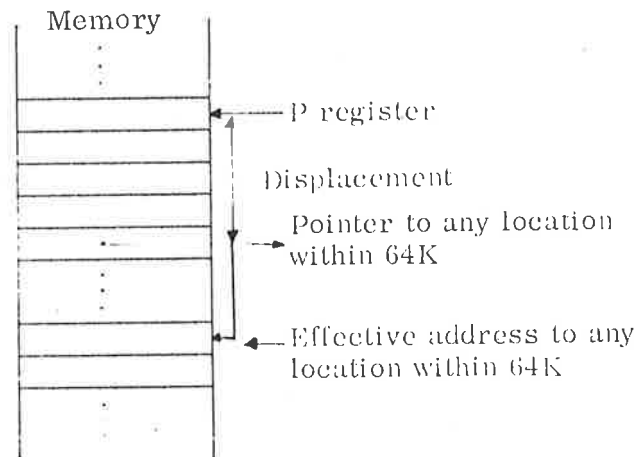 Memory
P register
Displacement
Pointer to any location
within 64K
Effective address to any
location within 64K